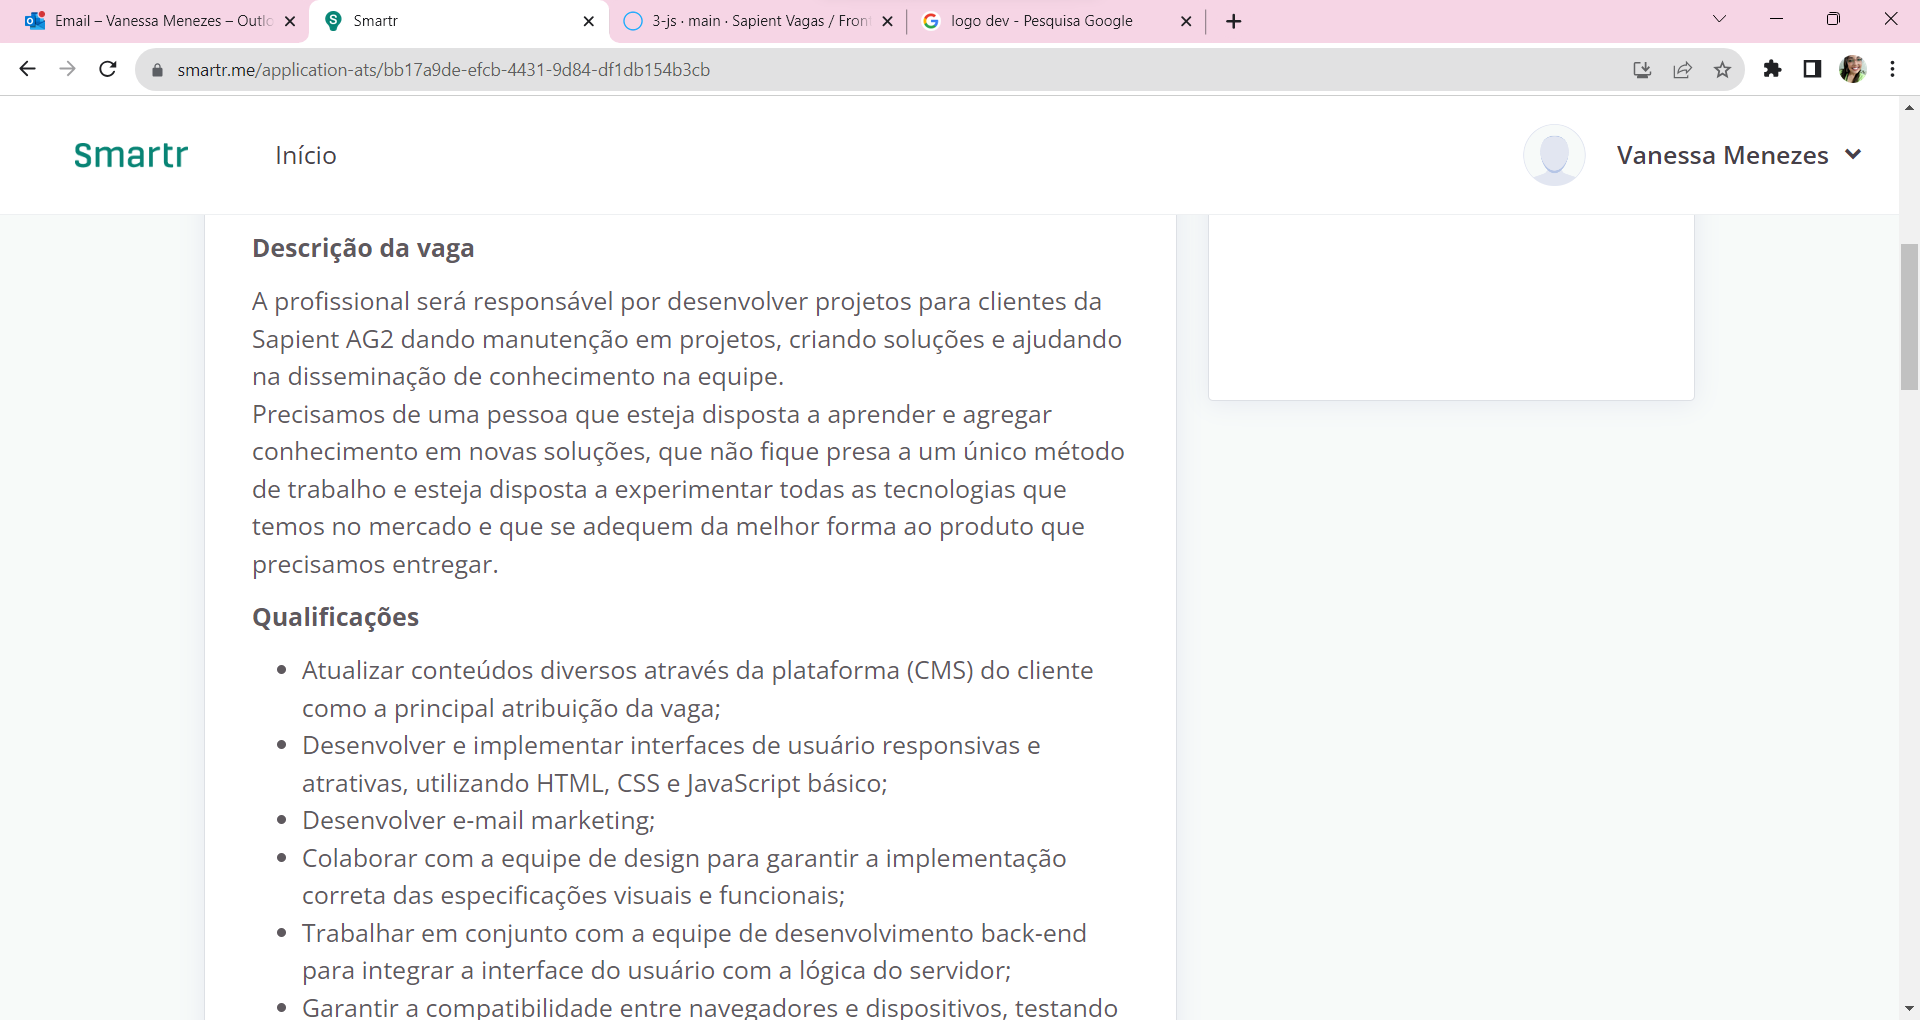 Email – Vanessa Menezes – Outlo
Smartr
3-js · main · Sapient Vagas / Fron
logo dev - Pesquisa Google
smartr.me/application-ats/bb17a9de-efcb-4431-9d84-df1db154b3cb
Smartr
Início
Vanessa Menezes
Descrição da vaga
A profissional será responsável por desenvolver projetos para clientes da
Sapient AG2 dando manutenção em projetos, criando soluções e ajudando
na disseminação de conhecimento na equipe.
Precisamos de uma pessoa que esteja disposta a aprender e agregar
conhecimento em novas soluções, que não fique presa a um único método
de trabalho e esteja disposta a experimentar todas as tecnologias que
temos no mercado e que se adequem da melhor forma ao produto que
precisamos entregar.
Qualificações
• Atualizar conteúdos diversos através da plataforma (CMS) do cliente
como a principal atribuição da vaga;
• Desenvolver e implementar interfaces de usuário responsivas e
atrativas, utilizando HTML, CSS e JavaScript básico;
• Desenvolver e-mail marketing;
• Colaborar com a equipe de design para garantir a implementação
correta das especificações visuais e funcionais;
• Trabalhar em conjunto com a equipe de desenvolvimento back-end
para integrar a interface do usuário com a lógica do servidor;
• Garantir a compatibilidade entre navegadores e dispositivos, testando